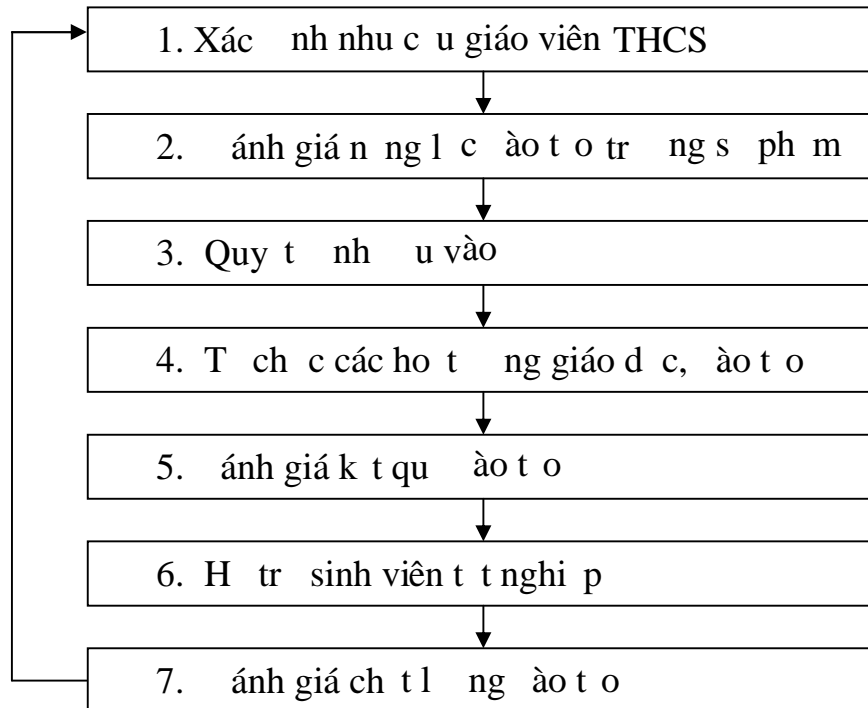 1. Xác nh nhu c u giáo viên THCS
2. ánh giá n ng l c ào t o tr ng s ph m
3. Quy t nh u vào
4. T ch c các ho t ng giáo d c, ào t o
5. ánh giá k t qu ào t o
6. H tr sinh viên t t nghi p
7. ánh giá ch t l ng ào t o